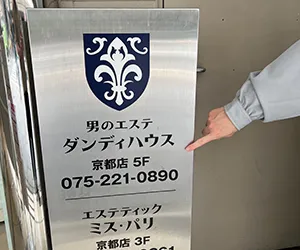 男のエステ
ダンディハウス
京都店 5F
075-221-0890
エステティック
ミス・パリ
京都店 3F